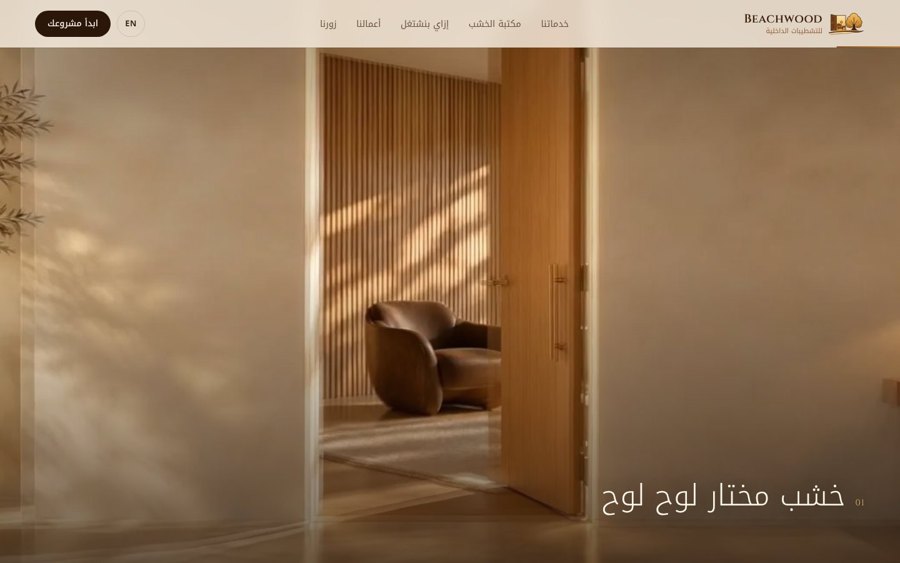 BEACHWOOD
للتشطيبات الداخلية
خدماتنا
مكتبة الخشب
إزاي بنشتغل
أعمالنا
زورنا
EN
ابدأ مشروعك
01
خشب مختار لوح لوح